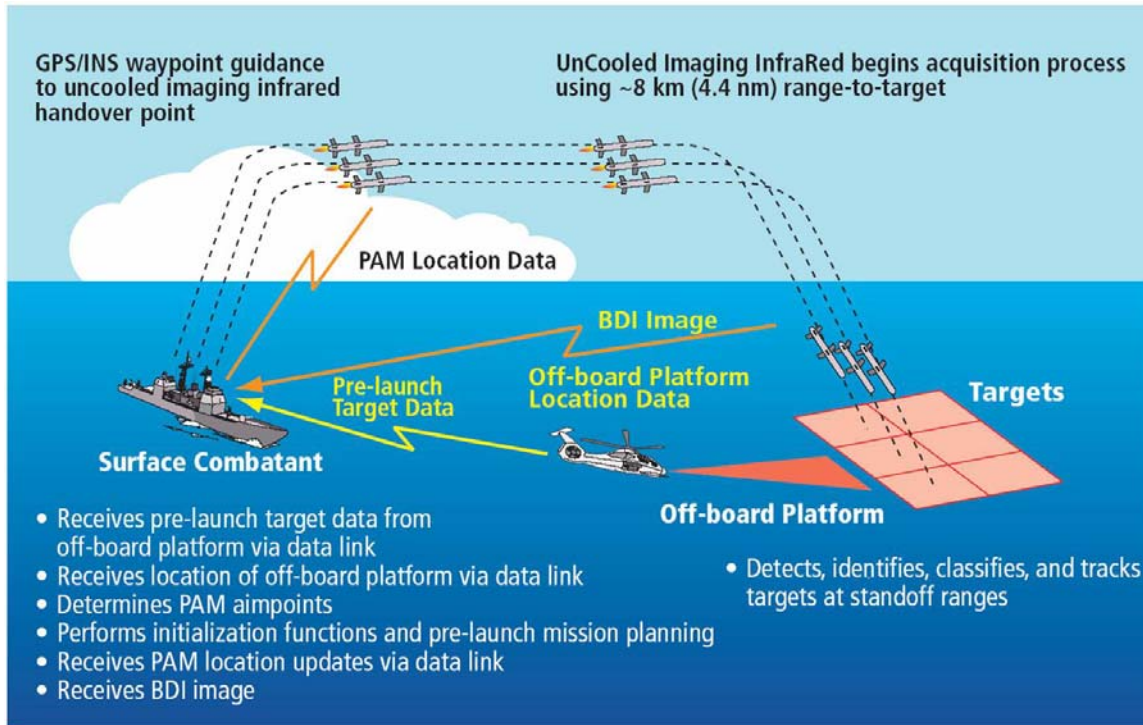 GPS/INS waypoint guidance
to uncooled imaging infrared
handover point
UnCooled Imaging InfraRed begins acquisition process
using ~8 km (4.4 nm) range-to-target
PAM Location Data
BDI Image
Pre-launch
Target Data
Off-board Platform
Location Data
Targets
Surface Combatant
Off-board Platform
• Receives pre-launch target data from
off-board platform via data link
• Receives location of off-board platform via data link
• Determines PAM aimpoints
• Performs initialization functions and pre-launch mission planning
• Receives PAM location updates via data link
• Receives BDI image
• Detects, identifies, classifies, and tracks
targets at standoff ranges